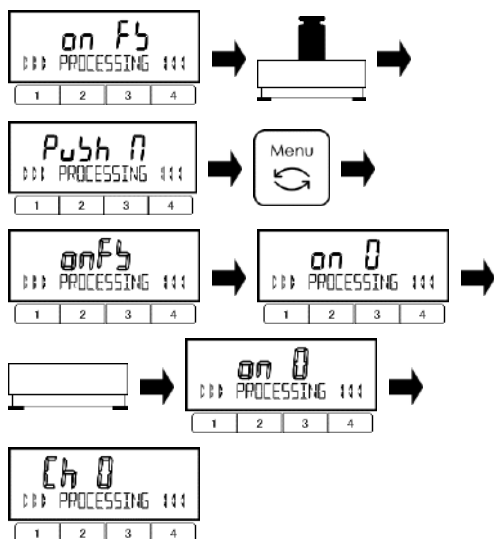 on FS
PROCESSING
1 2 3 4
Push M
PROCESSING
1 2 3 4
Menu
onFS
PROCESSING
1 2 3 4
on 0
PROCESSING
1 2 3 4
on 0
PROCESSING
1 2 3 4
Ch 0
PROCESSING
1 2 3 4